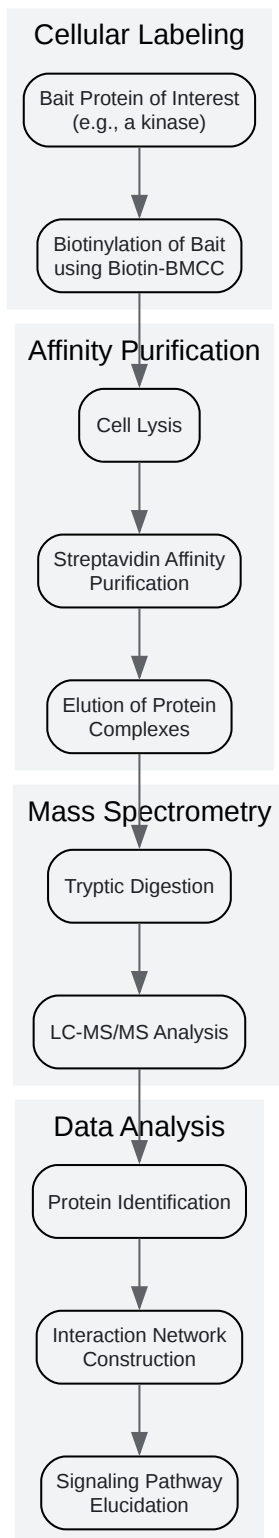 Cellular Labeling
Bait Protein of Interest
(e.g., a kinase)
Biotinylation of Bait
using Biotin-BMCC
Affinity Purification
Cell Lysis
Streptavidin Affinity
Purification
Elution of Protein
Complexes
Mass Spectrometry
Tryptic Digestion
LC-MS/MS Analysis
Data Analysis
Protein Identification
Interaction Network
Construction
Signaling Pathway
Elucidation